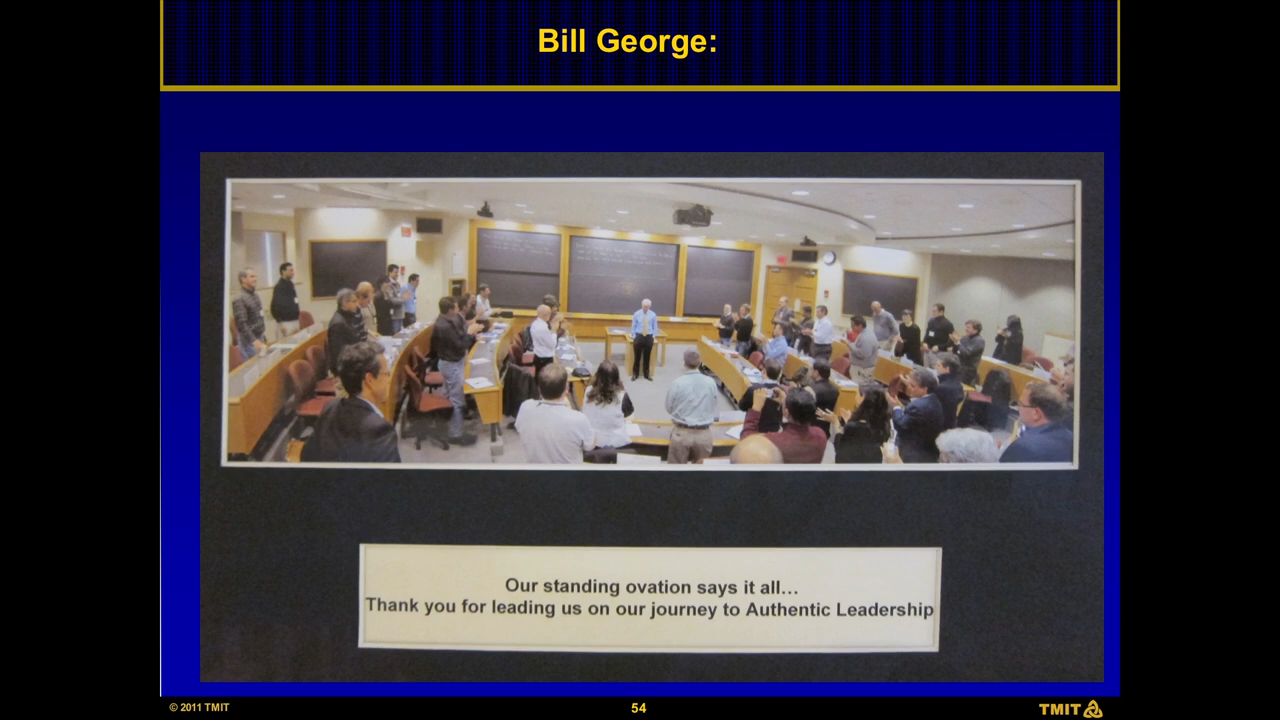 Bill George:
Our standing ovation says it all…
Thank you for leading us on our journey to Authentic Leadership
© 2011 TMIT
54
TMIT